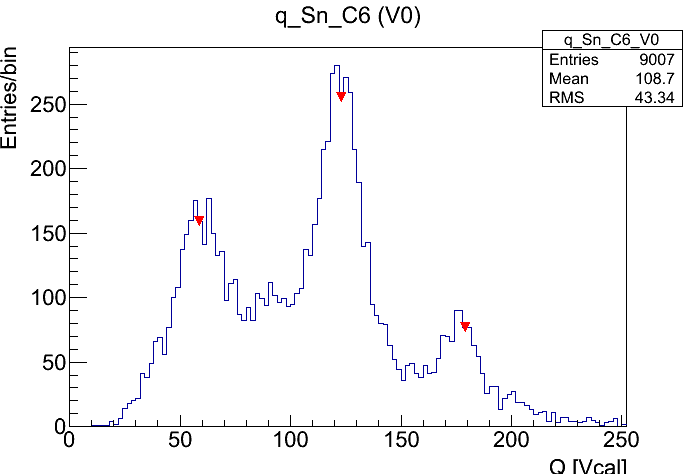 q_Sn_C6 (V0)
q_Sn_C6_V0
Entries 9007
Mean 108.7
RMS 43.34
Entries/bin
250
200
150
100
50
0
0 50 100 150 200 250
Q [Vcal]